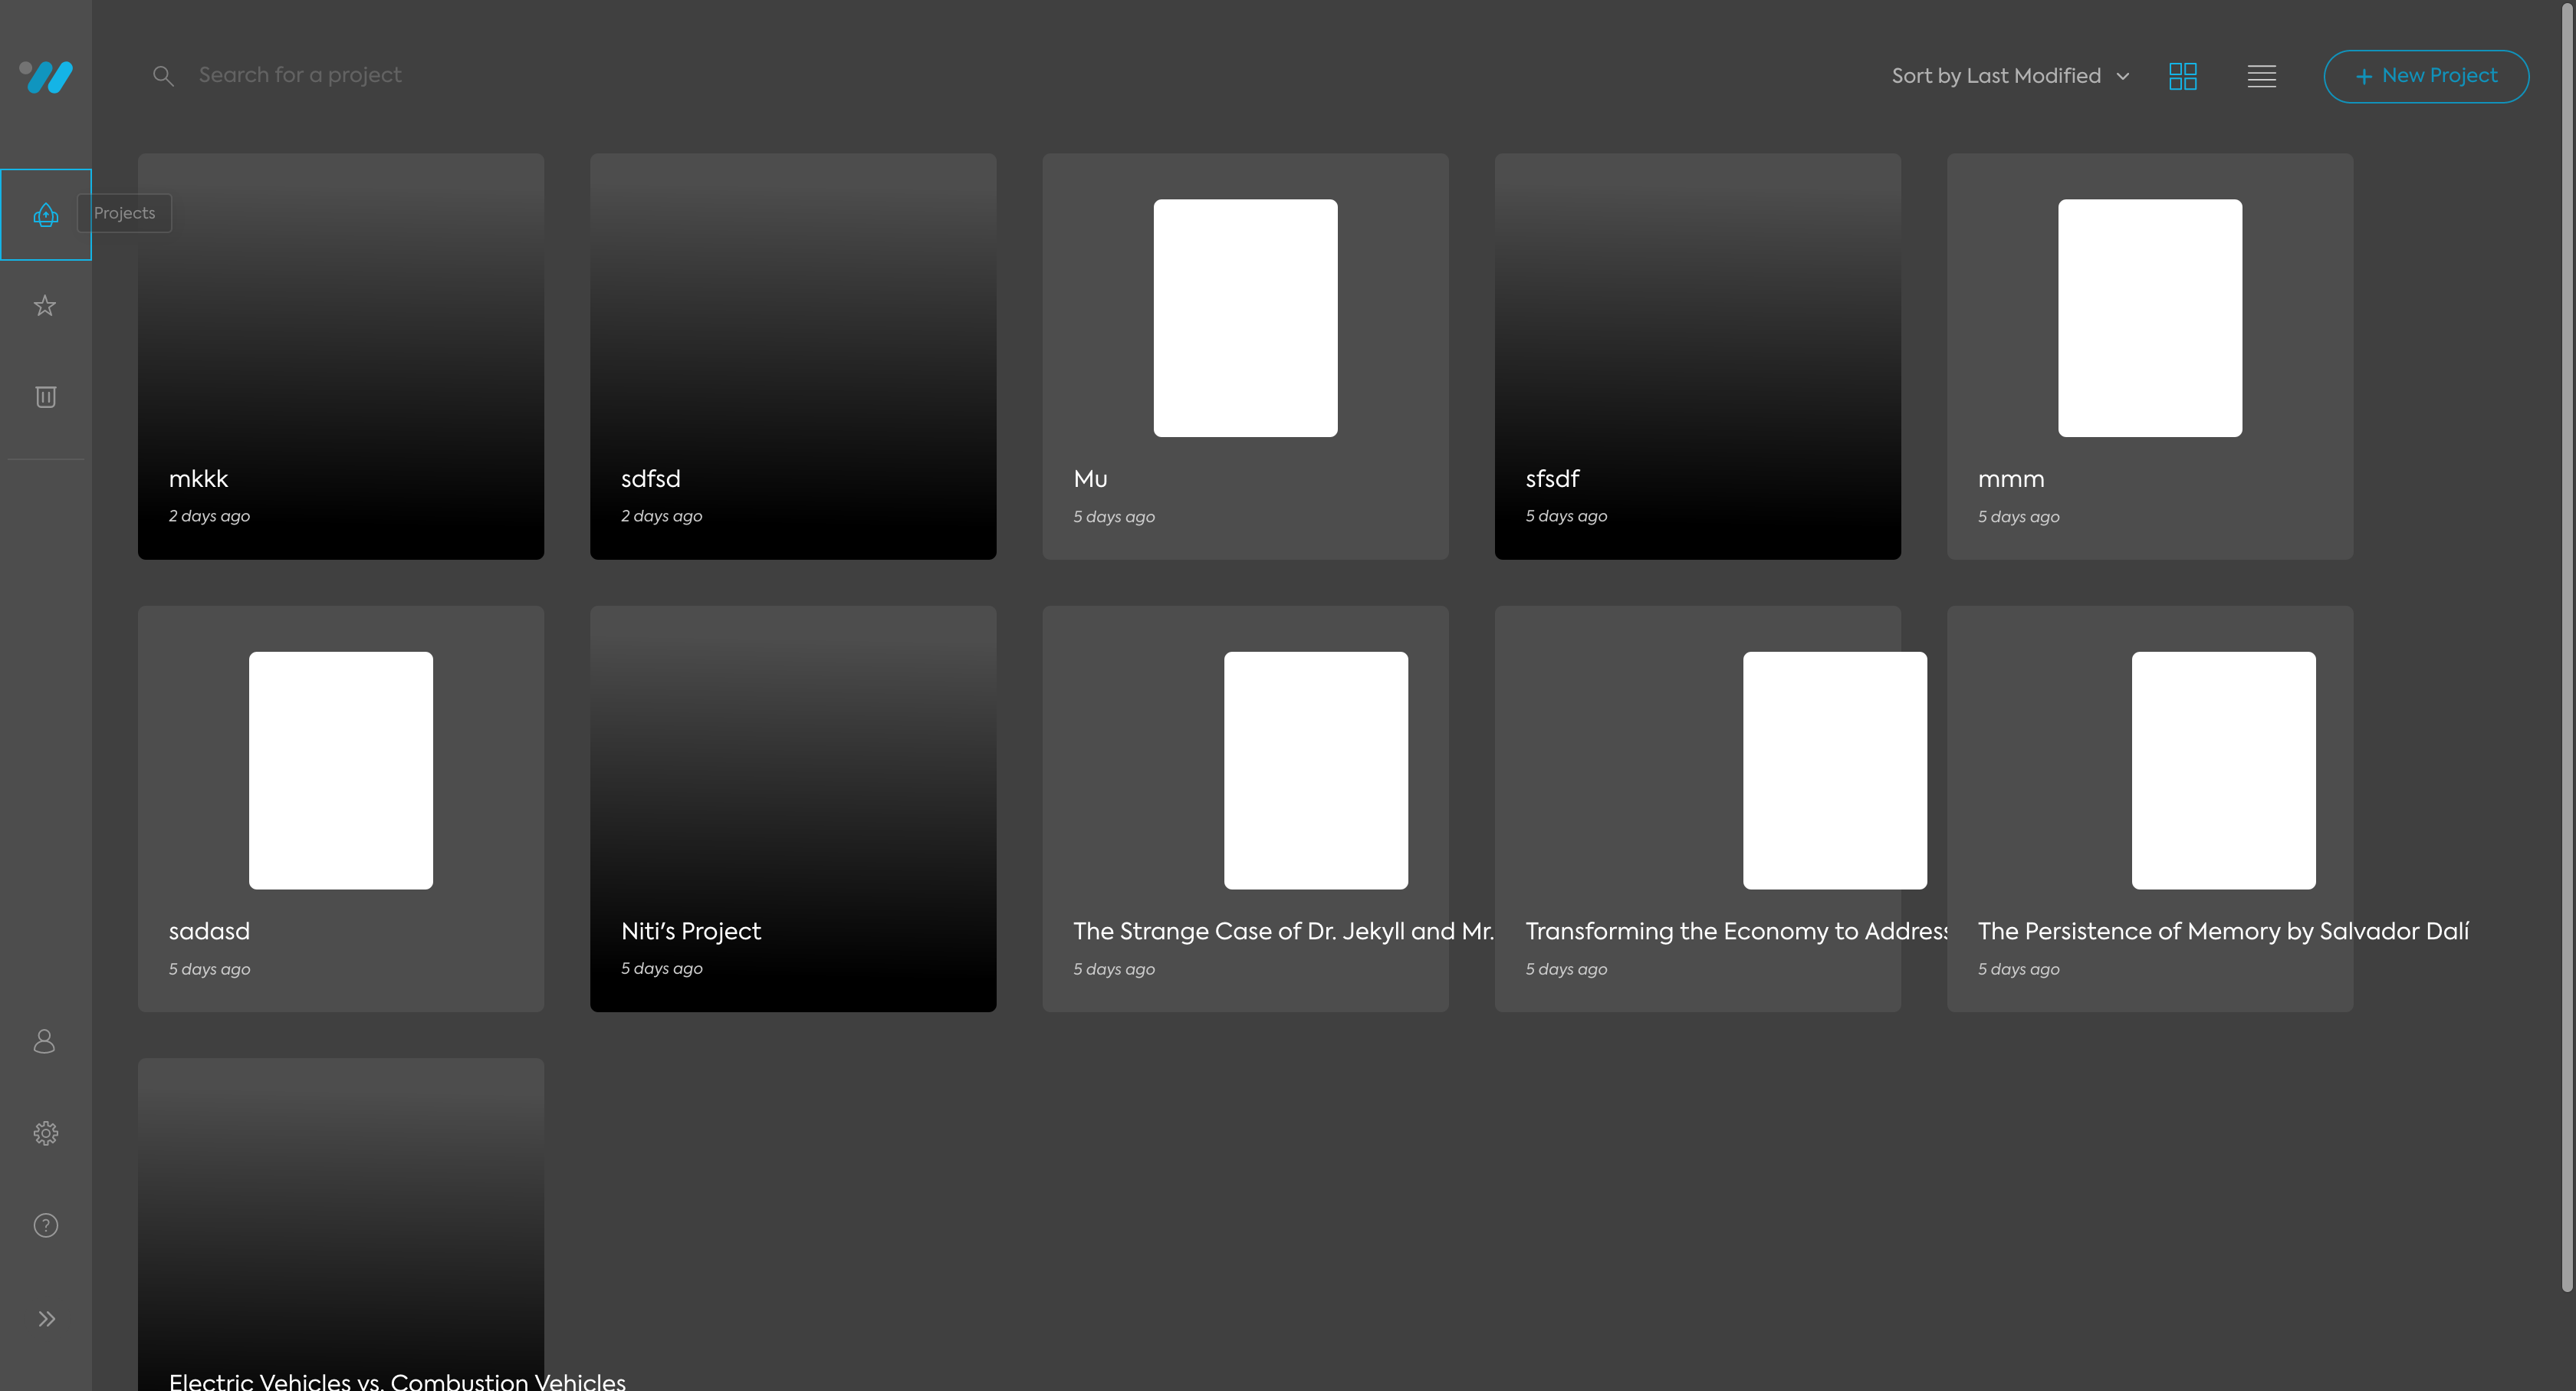 Search for a project
Sort by Last Modified
+ New Project
Projects
mkkk
2 days ago
sdfsd
2 days ago
Mu
5 days ago
sfsdf
5 days ago
mmm
5 days ago
sadasd
5 days ago
Niti's Project
5 days ago
The Strange Case of Dr. Jekyll and Mr.
5 days ago
Transforming the Economy to Address
5 days ago
The Persistence of Memory by Salvador Dalí
5 days ago
Electric Vehicles vs. Combustion Vehicles